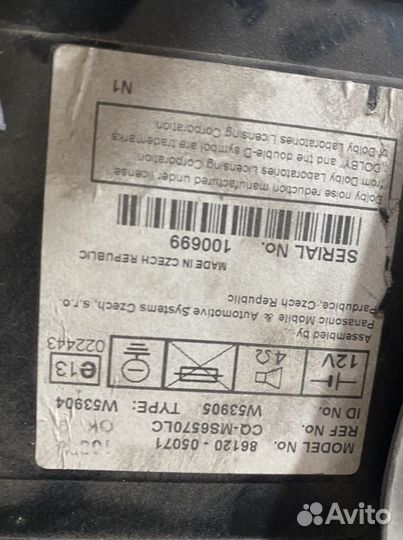 MODEL No. 86120 - 05071
REF No. CQ-MS6570LC
ID No. W53905 TYPE: W53904
12V 4Ω e13
022443
Assembled by
Panasonic Mobile & Automotive Systems Czech, s.r.o.
Pardubice, Czech Republic
MADE IN CZECH REPUBLIC
SERIAL No. 100699
Dolby noise reduction manufactured under license
from Dolby Laboratories Licensing Corporation.
DOLBY and the double-D symbol are trademarks
of Dolby Laboratories Licensing Corporation.
N1
Avito